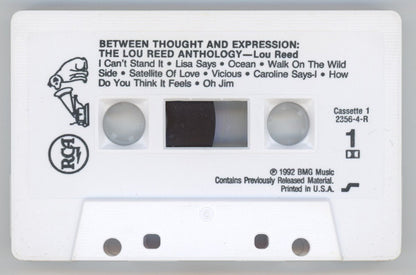 BETWEEN THOUGHT AND EXPRESSION:
THE LOU REED ANTHOLOGY—Lou Reed
I Can't Stand It • Lisa Says • Ocean • Walk On The Wild
Side • Satellite Of Love • Vicious • Caroline Says-I • How
Do You Think It Feels • Oh Jim
Cassette 1
2356-4-R
1
RCA
℗ 1992 BMG Music
Contains Previously Released Material.
Printed in U.S.A.